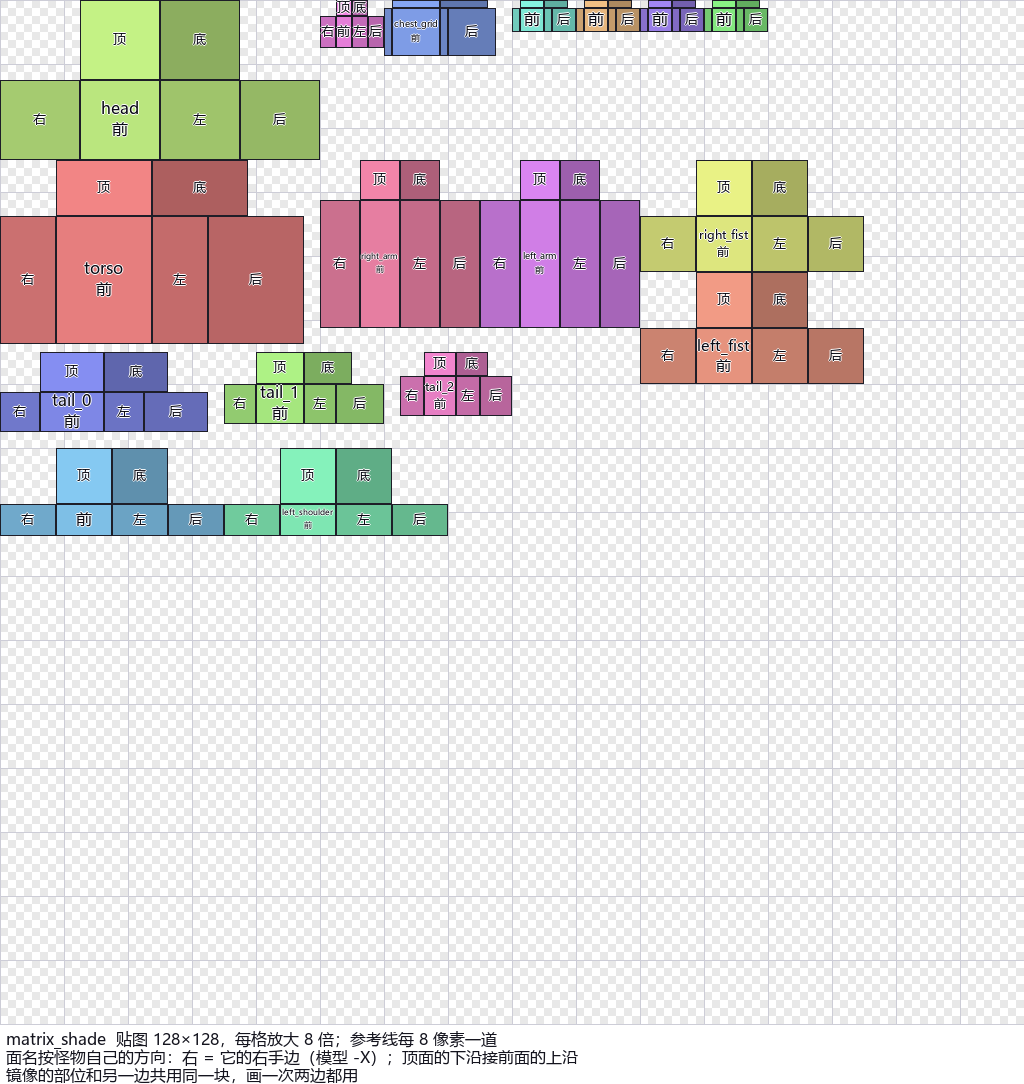 顶 底
右 head 左 后
前
顶 底
右 前 左 后
chest_grid 后
前
前 后 前 后 前 后 前 后
顶 底
右 torso 左 后
前
顶 底 顶 底
右 right_arm 左 后 右 left_arm 左 后
前 前
顶 底
右 right_fist 左 后
前
顶 底
右 left_fist 左 后
前
顶 底
右 tail_0 左 后
前
顶 底
右 tail_1 左 后
前
顶 底
右 tail_2 左 后
前
顶 底
右 前 左 后
顶 底
右 left_shoulder 左 后
前
matrix_shade 贴图 128×128，每格放大 8 倍；参考线每 8 像素一道
面名按怪物自己的方向：右 = 它的右手边（模型 -X）；顶面的下沿接前面的上沿
镜像的部位和另一边共用同一块，画一次两边都用